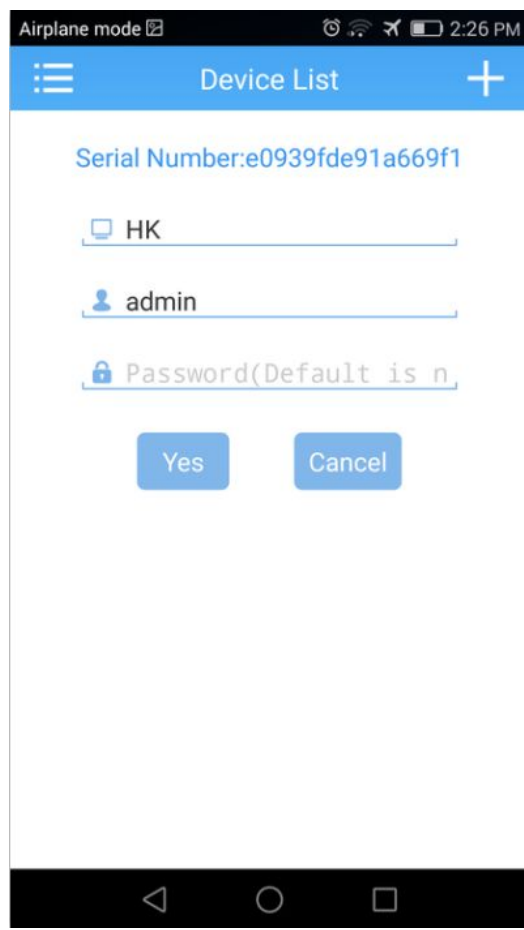 Airplane mode 2:26 PM
Device List
Serial Number:e0939fde91a669f1
HK
admin
Password(Default is n
Yes Cancel